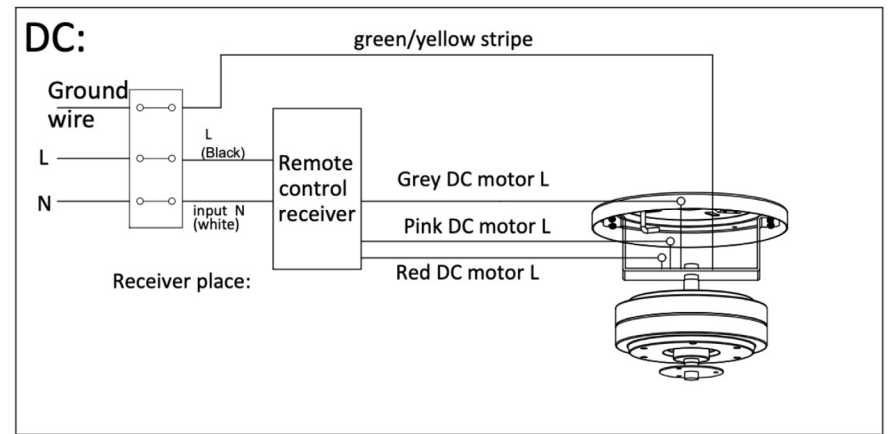 DC:
green/yellow stripe
Ground
wire
L
(Black)
L
Remote
control
receiver
Grey DC motor L
N
input N
(white)
Pink DC motor L
Receiver place:
Red DC motor L